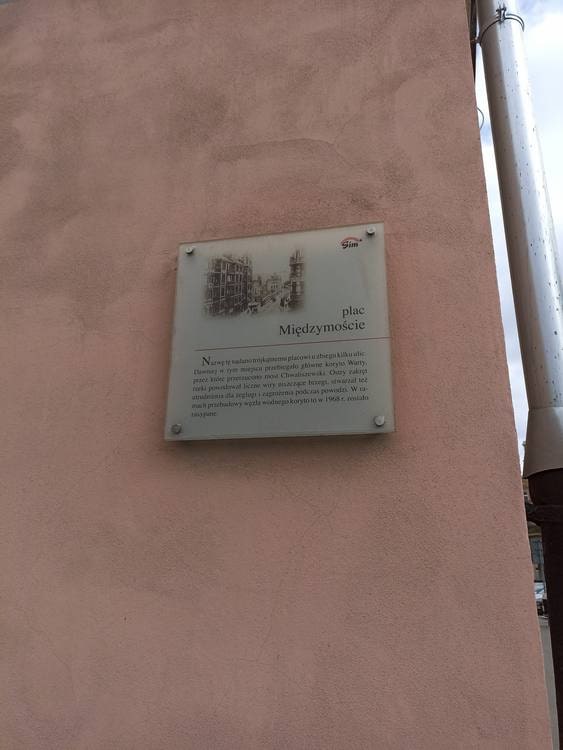 Sim
plac
Międzymoście
Nazwę tę nadano trójkątnemu placowi u zbiegu kilku ulic.
Dawniej w tym miejscu przebiegało główne koryto Warty,
przez które przerzucono most Chwaliszewski. Ostry zakręt
rzeki powodował liczne wiry niszczące brzegi, stwarzał też
utrudnienia dla żeglugi i zagrożenia podczas powodzi. W ra-
mach przebudowy węzła wodnego koryto to w 1968 r. zostało
zasypane.